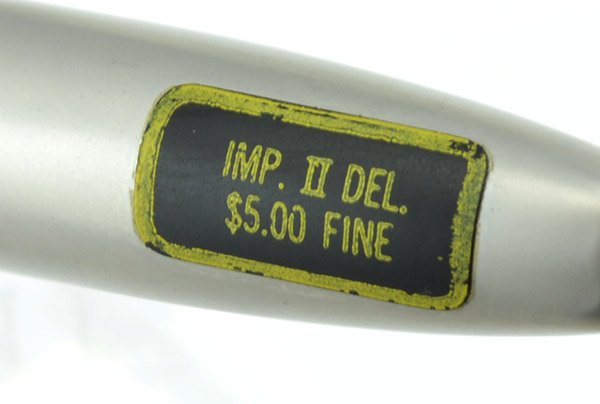 IMP. II DEL.
$5.00 FINE